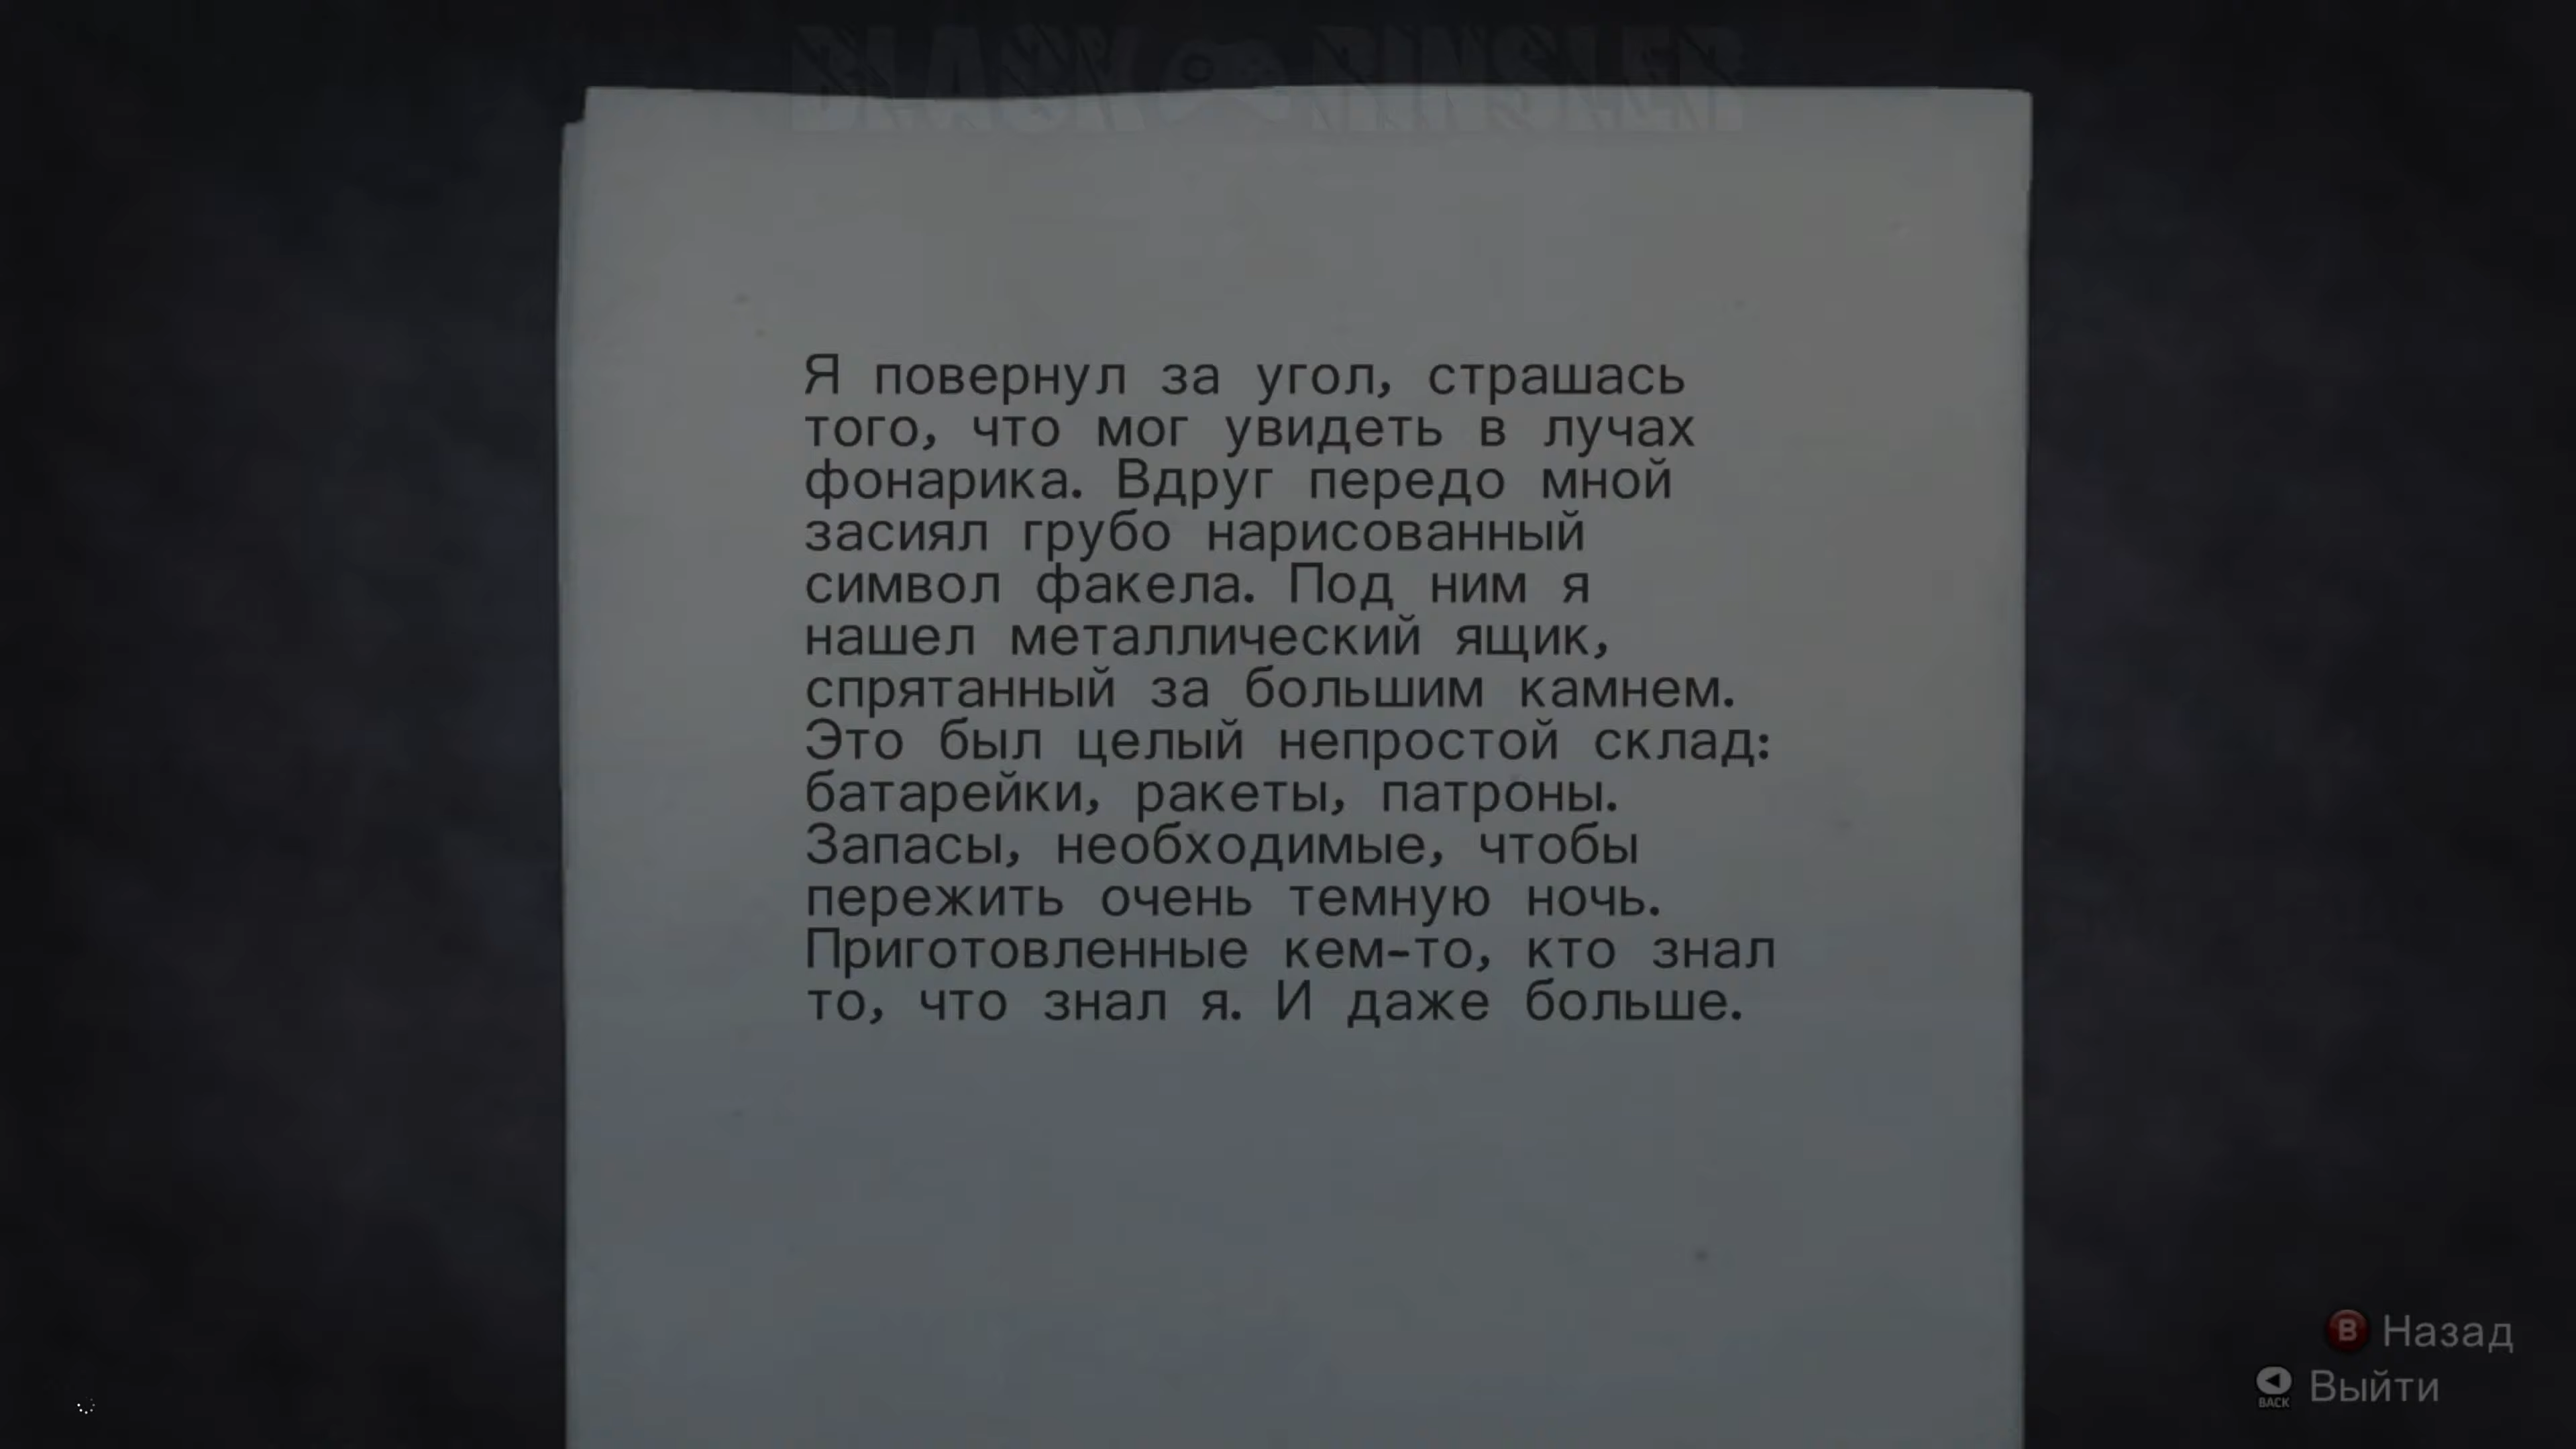 Я повернул за угол, страшась
того, что мог увидеть в лучах
фонарика. Вдруг передо мной
засиял грубо нарисованный
символ факела. Под ним я
нашел металлический ящик,
спрятанный за большим камнем.
Это был целый непростой склад:
батарейки, ракеты, патроны.
Запасы, необходимые, чтобы
пережить очень темную ночь.
Приготовленные кем-то, кто знал
то, что знал я. И даже больше.
B Назад
BACK Выйти